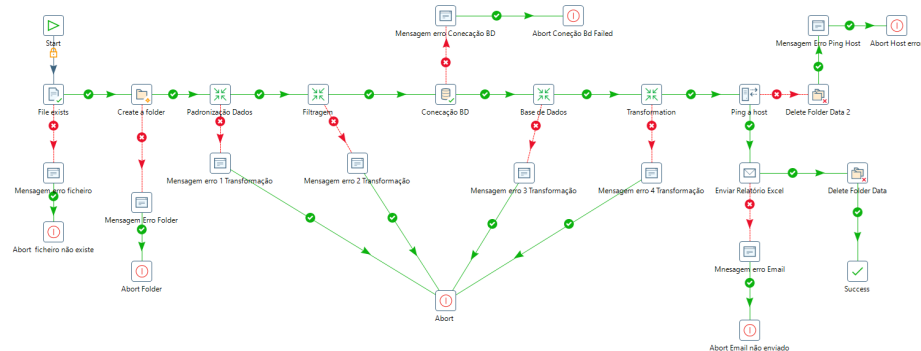 Mensagem erro Conecação BD
Abort Coneção Bd Failed
Start
Mensagem Erro Ping Host
Abort Host erro
File exists
Create a folder
Padronização Dados
Filtragem
Conecação BD
Base de Dados
Transformation
Ping a host
Delete Folder Data 2
Mensagem erro ficheiro
Mensagem erro 1 Transformação
Mensagem erro 2 Transformação
Mensagem erro 3 Transformação
Mensagem erro 4 Transformação
Enviar Relatório Excel
Delete Folder Data
Mensagem Erro Folder
Abort ficheiro não existe
Mnesagem erro Email
Abort Folder
Success
Abort
Abort Email não enviado